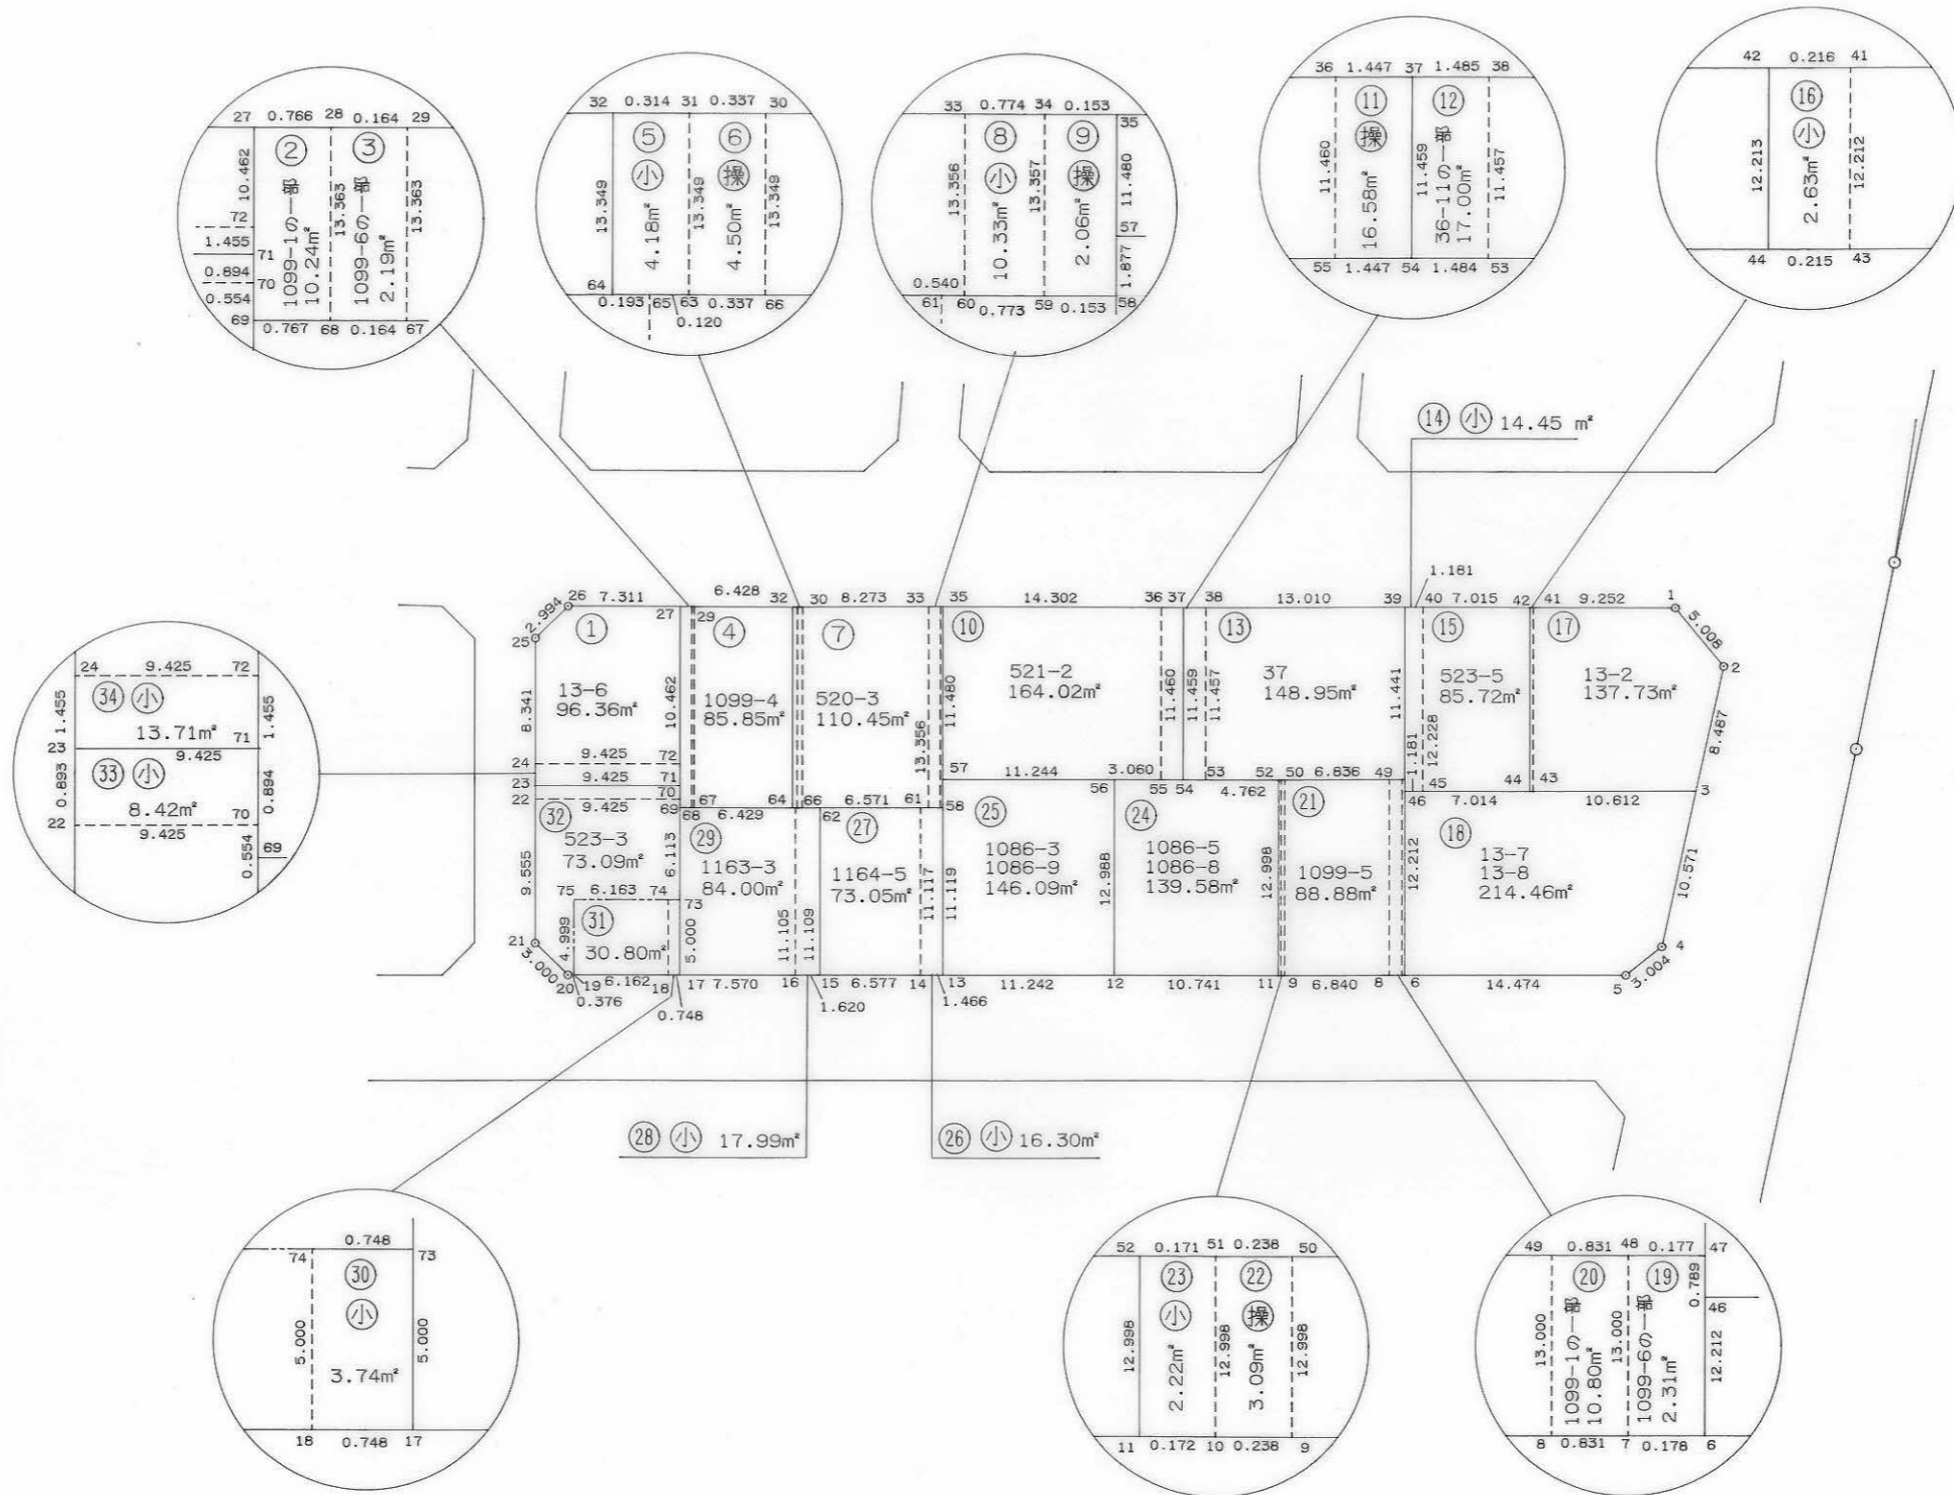 27 0.766 28 0.164 29
② ③
10.462
1099-1の一部
10.24m²
13.363
1099-6の一部
2.19m²
13.363
72
1.455
71
0.894
70
0.554
69
0.767 68 0.164 67
32 0.314 31 0.337 30
⑤ ⑥
小 操
13.349
4.18m²
13.349
4.50m²
13.349
64
0.193 65 63 0.337 66
0.120
33 0.774 34 0.153
35
⑧ ⑨
小 操
13.356
10.33m²
13.357
2.06m²
11.480
57
1.877
0.540
61 60 0.773 59 0.153 58
36 1.447 37 1.485 38
⑪ ⑫
操
11.460
16.58m²
11.459
36-11の一部
17.00m²
11.457
55 1.447 54 1.484 53
42 0.216 41
⑯
小
12.213
2.63m²
12.212
44 0.215 43
⑭ 小 14.45 m²
1.181
26 7.311 27 29 6.428 32 30 8.273 33 35 14.302 36 37 38 13.010 39 40 7.015 42 41 9.252 1
2.994
25
5.008
2
① ④ ⑦ ⑩ ⑬ ⑮ ⑰
13-6
96.36m²
8.341
10.462
1099-4
85.85m²
520-3
110.45m²
13.356
11.480
521-2
164.02m²
11.460
11.459
11.457
37
148.95m²
11.441
1.181
12.228
523-5
85.72m²
13-2
137.73m²
8.487
24 9.425 72
23 9.425 71
22 9.425 70
69
68
67 6.429 64 66 6.571 61 58
62
57 11.244 3.060 53 52 50 6.836 49
56 55 54 4.762
45 44 43
46 7.014 10.612 3
㉜
523-3
73.09m²
9.555
6.113
㉙
1163-3
84.00m²
11.105
11.109
㉗
1164-5
73.05m²
11.117
11.119
㉕
1086-3
1086-9
146.09m²
12.988
㉔
1086-5
1086-8
139.58m²
12.998
㉑
1099-5
88.88m²
12.212
⑱
13-7
13-8
214.46m²
10.571
4
75 6.163 74
73
㉛
30.80m²
4.999
5.000
21
3.000
20 19 6.162 18 17 7.570 16 15 6.577 14 13 11.242 12 10.741 11 9 6.840 8 6 14.474 5
3.004
0.376
0.748
1.620
1.466
24 9.425 72
㉞ 小
1.455
13.71m²
1.455
23 9.425 71
㉝ 小
0.893
8.42m²
0.894
22 9.425 70
0.554
69
㉘ 小 17.99m²
㉖ 小 16.30m²
74 0.748 73
㉚
小
5.000
3.74m²
5.000
18 0.748 17
52 0.171 51 0.238 50
㉓ ㉒
小 操
12.998
2.22m²
12.998
3.09m²
12.998
11 0.172 10 0.238 9
49 0.831 48 0.177 47
⑳ ⑲
0.789
46
13.000
1099-1の一部
10.80m²
13.000
1099-6の一部
2.31m²
12.212
8 0.831 7 0.178 6